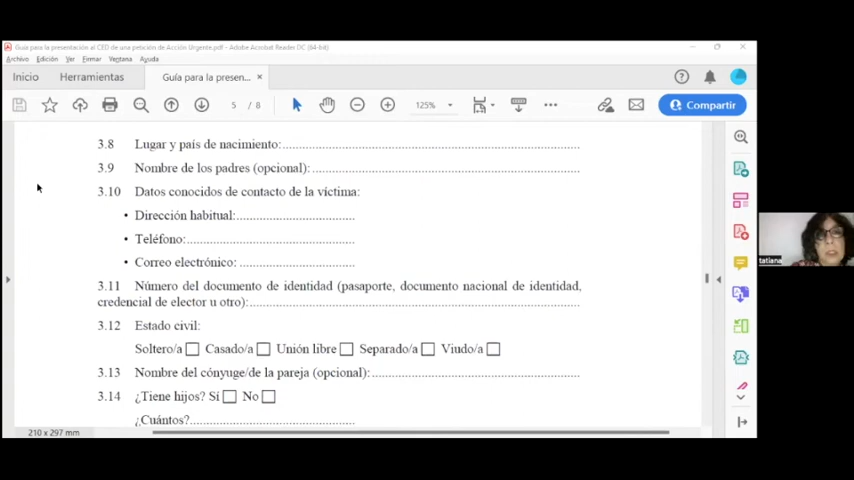 Guía para la presentación al CED de una petición de Acción Urgente.pdf - Adobe Acrobat Reader DC (64-bit)
Archivo Edición Ver Firmar Ventana Ayuda
Inicio Herramientas Guía para la presen... ×
5 / 8 125% Compartir
3.8 Lugar y país de nacimiento:
3.9 Nombre de los padres (opcional):
3.10 Datos conocidos de contacto de la víctima:
• Dirección habitual:
• Teléfono:
• Correo electrónico:
3.11 Número del documento de identidad (pasaporte, documento nacional de identidad,
credencial de elector u otro):
3.12 Estado civil:
Soltero/a Casado/a Unión libre Separado/a Viudo/a
3.13 Nombre del cónyuge/de la pareja (opcional):
3.14 ¿Tiene hijos? Sí No
¿Cuántos?
210 x 297 mm
tatiana